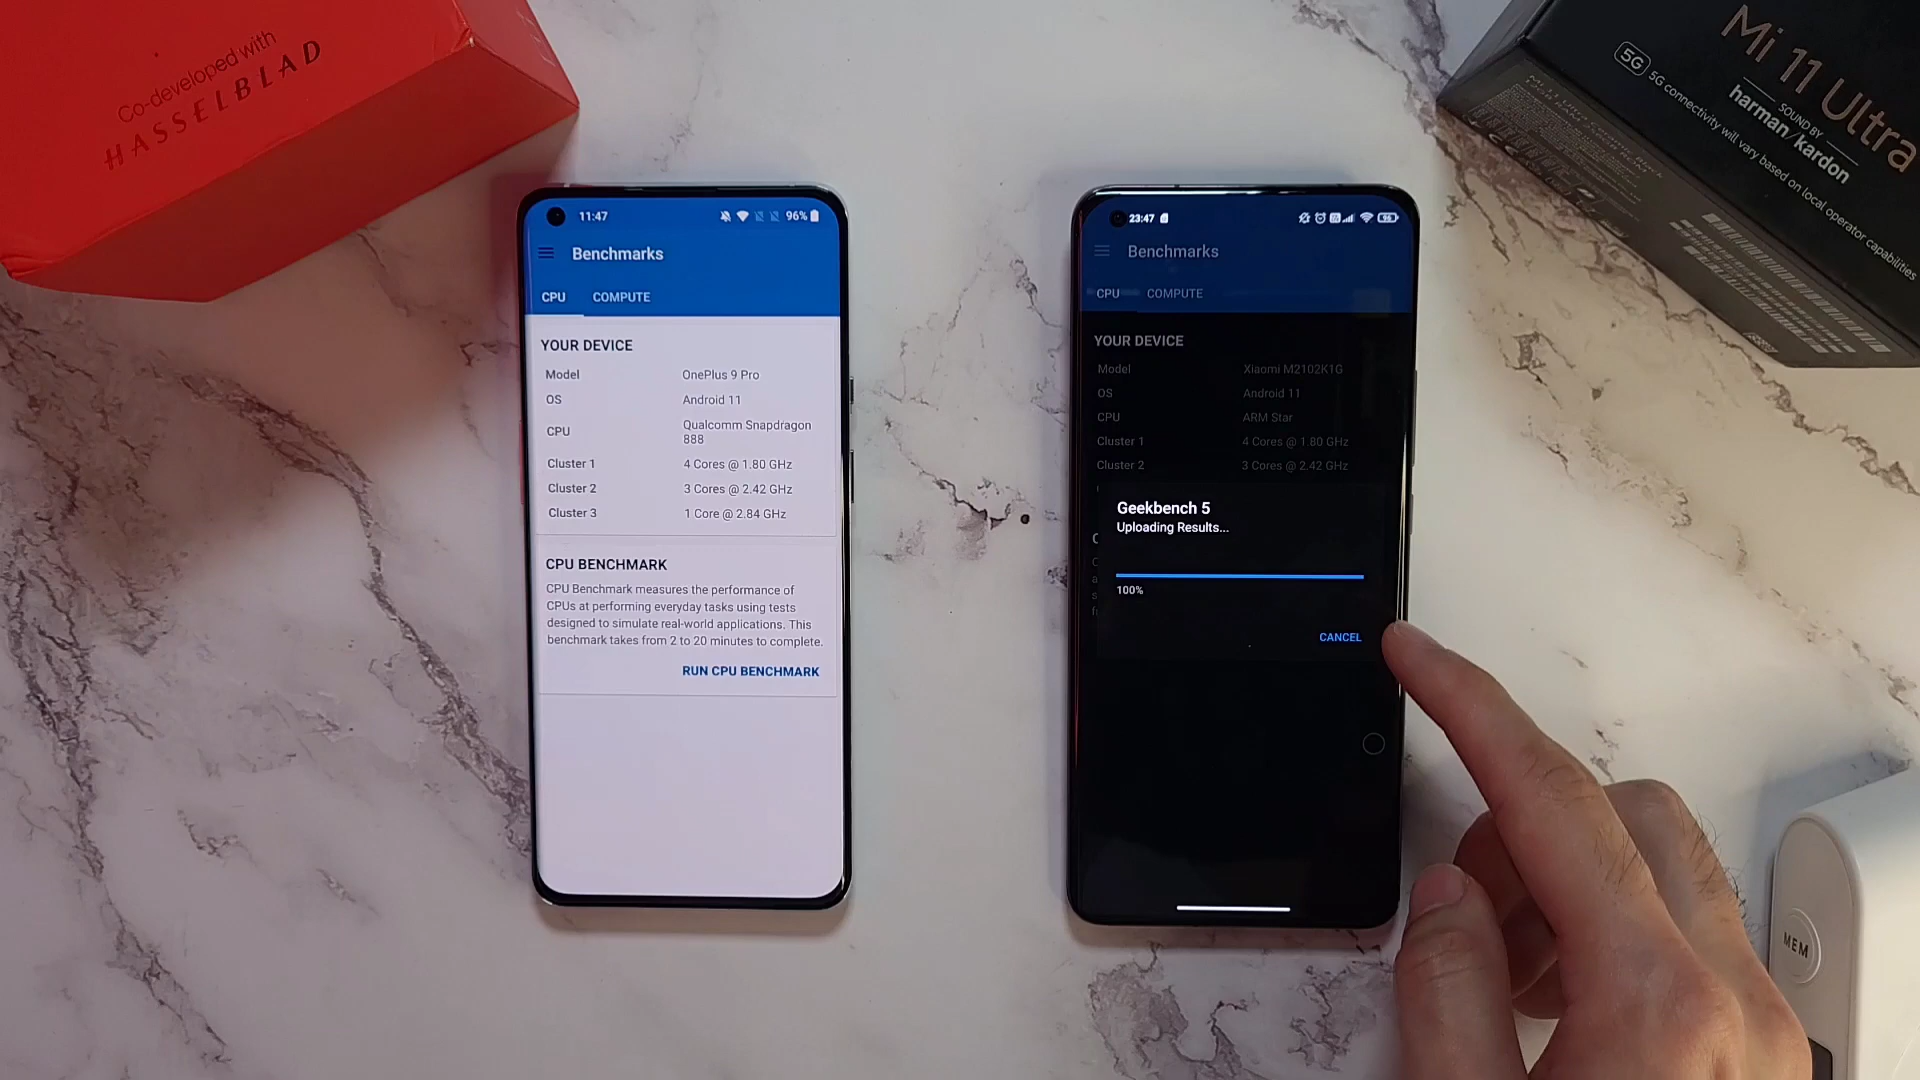 Co-developed with
HASSELBLAD
Mi 11 Ultra
SOUND BY
harman/kardon
5G
5G connectivity will vary based on local operator capabilities
11:47
96%
Benchmarks
CPU
COMPUTE
YOUR DEVICE
Model
OnePlus 9 Pro
OS
Android 11
CPU
Qualcomm Snapdragon
888
Cluster 1
4 Cores @ 1.80 GHz
Cluster 2
3 Cores @ 2.42 GHz
Cluster 3
1 Core @ 2.84 GHz
CPU BENCHMARK
CPU Benchmark measures the performance of
CPUs at performing everyday tasks using tests
designed to simulate real-world applications. This
benchmark takes from 2 to 20 minutes to complete.
RUN CPU BENCHMARK
23:47
Benchmarks
CPU
COMPUTE
YOUR DEVICE
Model
Xiaomi M2102K1G
OS
Android 11
CPU
ARM Star
Cluster 1
4 Cores @ 1.80 GHz
Cluster 2
3 Cores @ 2.42 GHz
Geekbench 5
Uploading Results...
100%
CANCEL
MEM